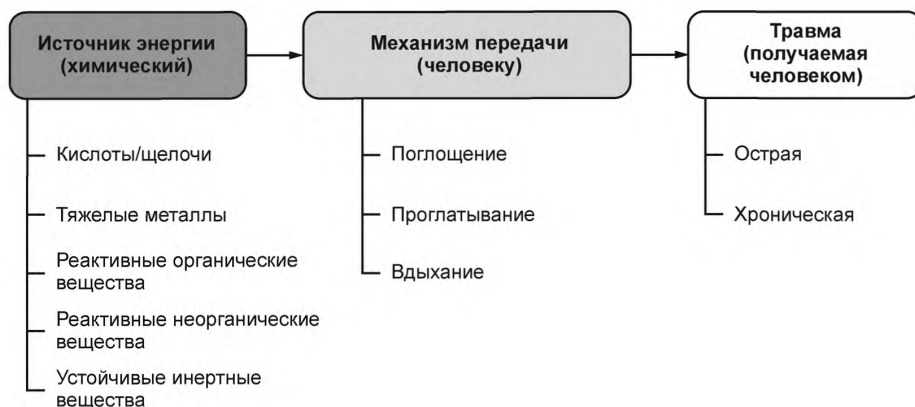 Источник энергии
(химический)
Механизм передачи
(человеку)
Травма
(получаемая
человеком)
Кислоты/щелочи
Тяжелые металлы
Реактивные органические
вещества
Реактивные неорганические
вещества
Устойчивые инертные
вещества
Поглощение
Проглатывание
Вдыхание
Острая
Хроническая